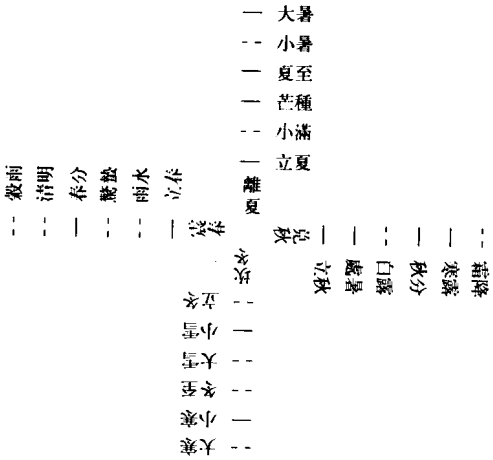 大暑
小暑
夏至
芒種
小滿
立夏
離
夏
穀雨
清明
春分
驚蟄
雨水
立春
震
春
兌
秋
立秋
處暑
白露
秋分
寒露
霜降
坎
冬
立冬
小雪
大雪
冬至
小寒
大寒